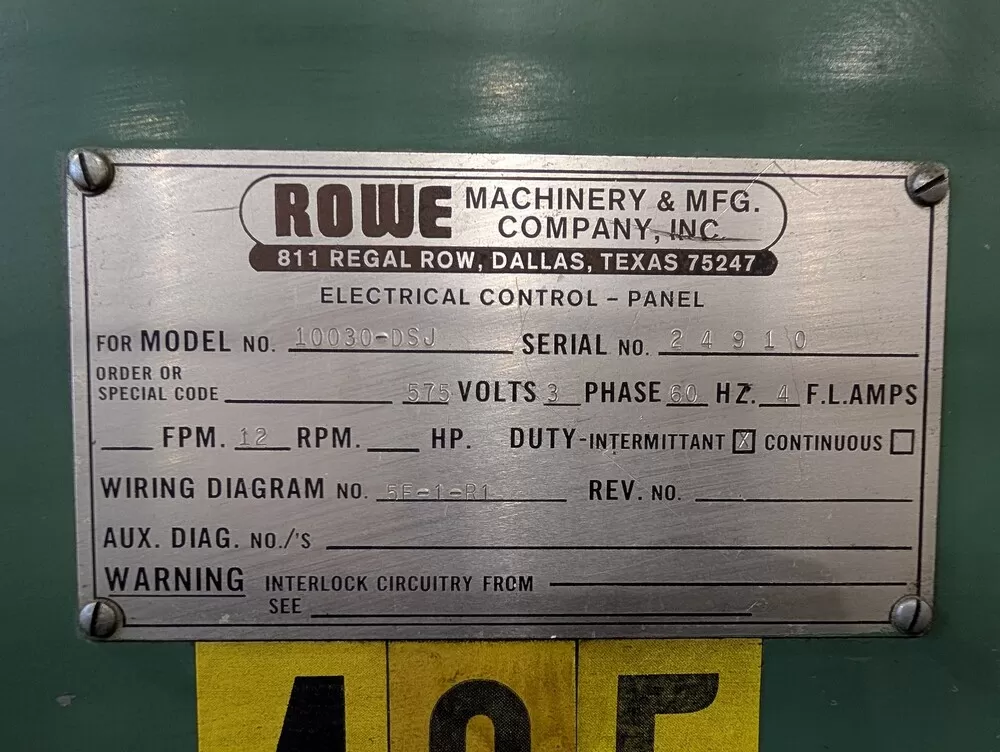 ROWE MACHINERY & MFG.
COMPANY, INC.
811 REGAL ROW, DALLAS, TEXAS 75247
ELECTRICAL CONTROL - PANEL
FOR MODEL NO. 10030-DSJ SERIAL NO. 24910
ORDER OR
SPECIAL CODE 575 VOLTS 3 PHASE 60 HZ. 4 F.L.AMPS
FPM. 12 RPM. HP. DUTY-INTERMITTANT X CONTINUOUS
WIRING DIAGRAM NO. 5E-1-R1 REV. NO.
AUX. DIAG. NO./'S
WARNING INTERLOCK CIRCUITRY FROM
SEE